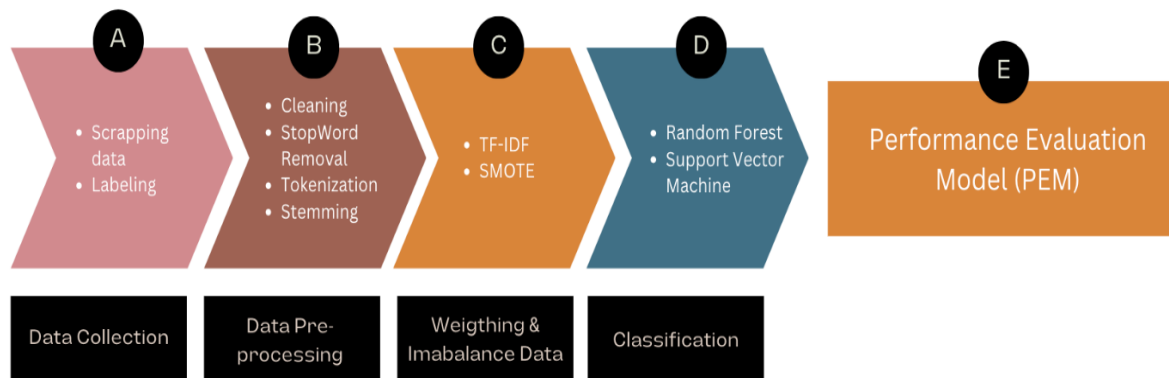 A
B
C
D
E
• Scrapping
data
• Labeling
• Cleaning
• StopWord
Removal
• Tokenization
• Stemming
• TF-IDF
• SMOTE
• Random Forest
• Support Vector
Machine
Performance Evaluation
Model (PEM)
Data Collection
Data Pre-
processing
Weigthing &
Imabalance Data
Classification